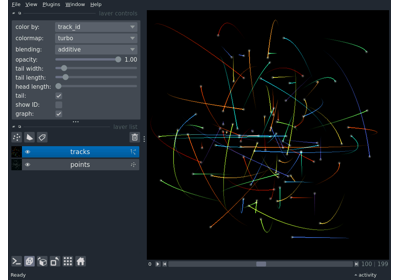 File View Plugins Window Help
layer controls
color by: track_id
colormap: turbo
blending: additive
opacity: 1.00
tail width:
tail length:
head length:
tail:
show ID:
graph:
layer list
tracks
points
100 | 199
Ready
activity